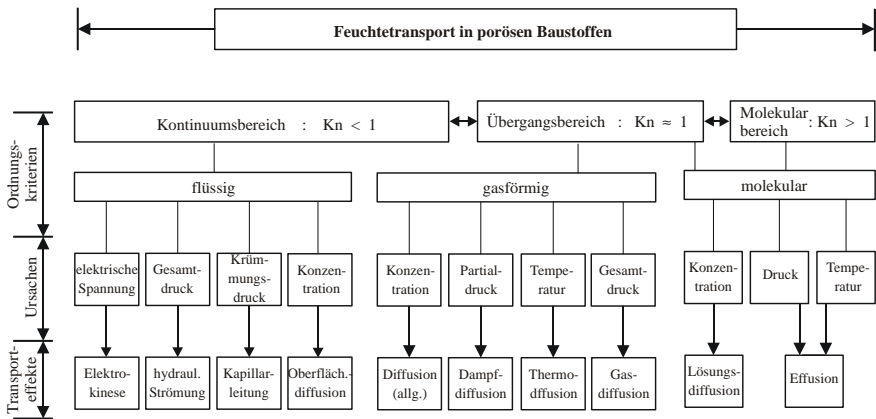 Feuchtetransport in porösen Baustoffen
Ordnungs-
kriterien
Kontinuumsbereich : Kn < 1
Übergangsbereich : Kn ≈ 1
Molekular
bereich : Kn > 1
flüssig
gasförmig
molekular
Ursachen
elektrische
Spannung
Gesamt-
druck
Krüm-
mungs-
druck
Konzen-
tration
Konzen-
tration
Partial-
druck
Tempe-
ratur
Gesamt-
druck
Konzen-
tration
Druck
Tempe-
ratur
Transport-
effekte
Elektro-
kinese
hydraul.
Strömung
Kapillar-
leitung
Oberfläch.-
diffusion
Diffusion
(allg.)
Dampf-
diffusion
Thermo-
dffusion
Gas-
diffusion
Lösungs-
diffusion
Effusion